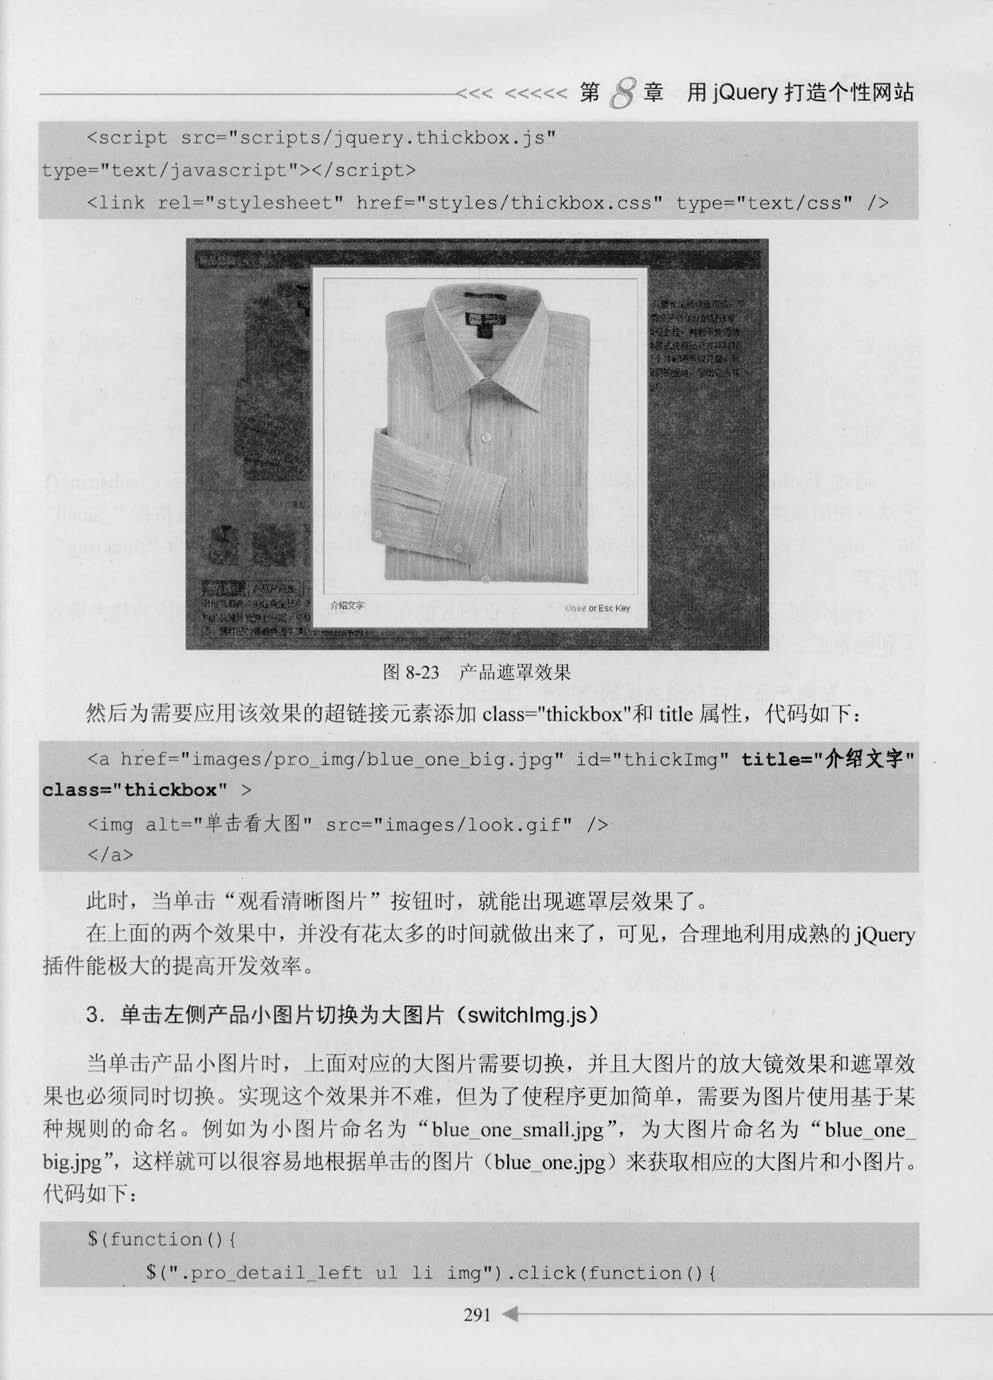 <<< <<<<< 第8章 用 jQuery 打造个性网站
<script src="scripts/jquery.thickbox.js"
type="text/javascript"></script>
<link rel="stylesheet" href="styles/thickbox.css" type="text/css" />
介绍文字
close or Esc Key
图 8-23 产品遮罩效果
然后为需要应用该效果的超链接元素添加 class="thickbox"和 title 属性，代码如下：
<a href="images/pro_img/blue_one_big.jpg" id="thickImg" title="介绍文字"
class="thickbox" >
<img alt="单击看大图" src="images/look.gif" />
</a>
此时，当单击“观看清晰图片”按钮时，就能出现遮罩层效果了。
在上面的两个效果中，并没有花太多的时间就做出来了，可见，合理地利用成熟的 jQuery
插件能极大的提高开发效率。
3．单击左侧产品小图片切换为大图片（switchImg.js）
当单击产品小图片时，上面对应的大图片需要切换，并且大图片的放大镜效果和遮罩效
果也必须同时切换。实现这个效果并不难，但为了使程序更加简单，需要为图片使用基于某
种规则的命名。例如为小图片命名为“blue_one_small.jpg”，为大图片命名为“blue_one_
big.jpg”，这样就可以很容易地根据单击的图片（blue_one.jpg）来获取相应的大图片和小图片。
代码如下：
$(function(){
$(".pro_detail_left ul li img").click(function(){
291